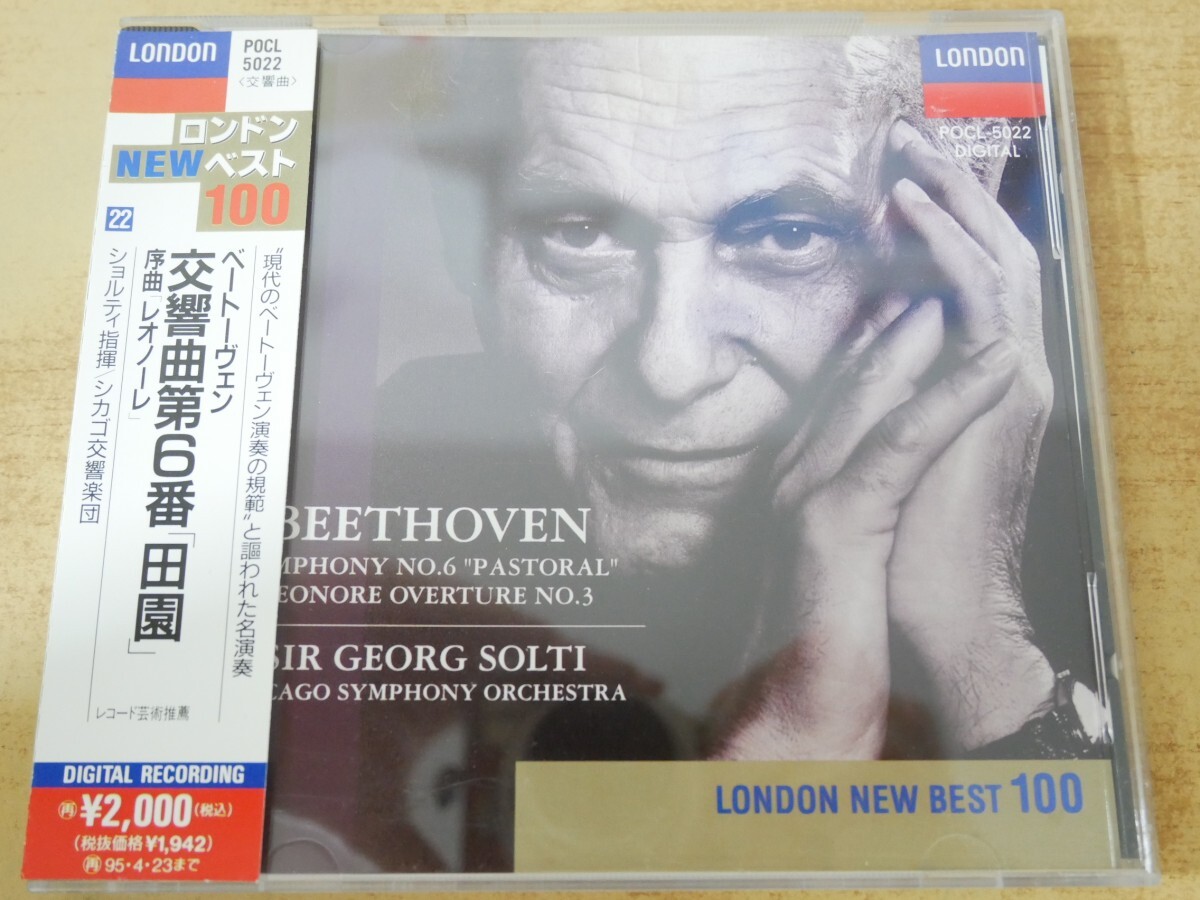 LONDON
POCL
5022
〈交響曲〉
ロンドン
NEWベスト
100
22
"現代のベートーヴェン演奏の規範"と謳われた名演奏
ベートーヴェン
交響曲第6番「田園」
序曲「レオノーレ」
ショルティ指揮/シカゴ交響楽団
レコード芸術推薦
DIGITAL RECORDING
再 ¥2,000(税込)
(税抜価格¥1,942)
再 95・4・23まで
LONDON
POCL-5022
DIGITAL
BEETHOVEN
MPHONY NO.6 "PASTORAL"
EONORE OVERTURE NO.3
SIR GEORG SOLTI
CAGO SYMPHONY ORCHESTRA
LONDON NEW BEST 100